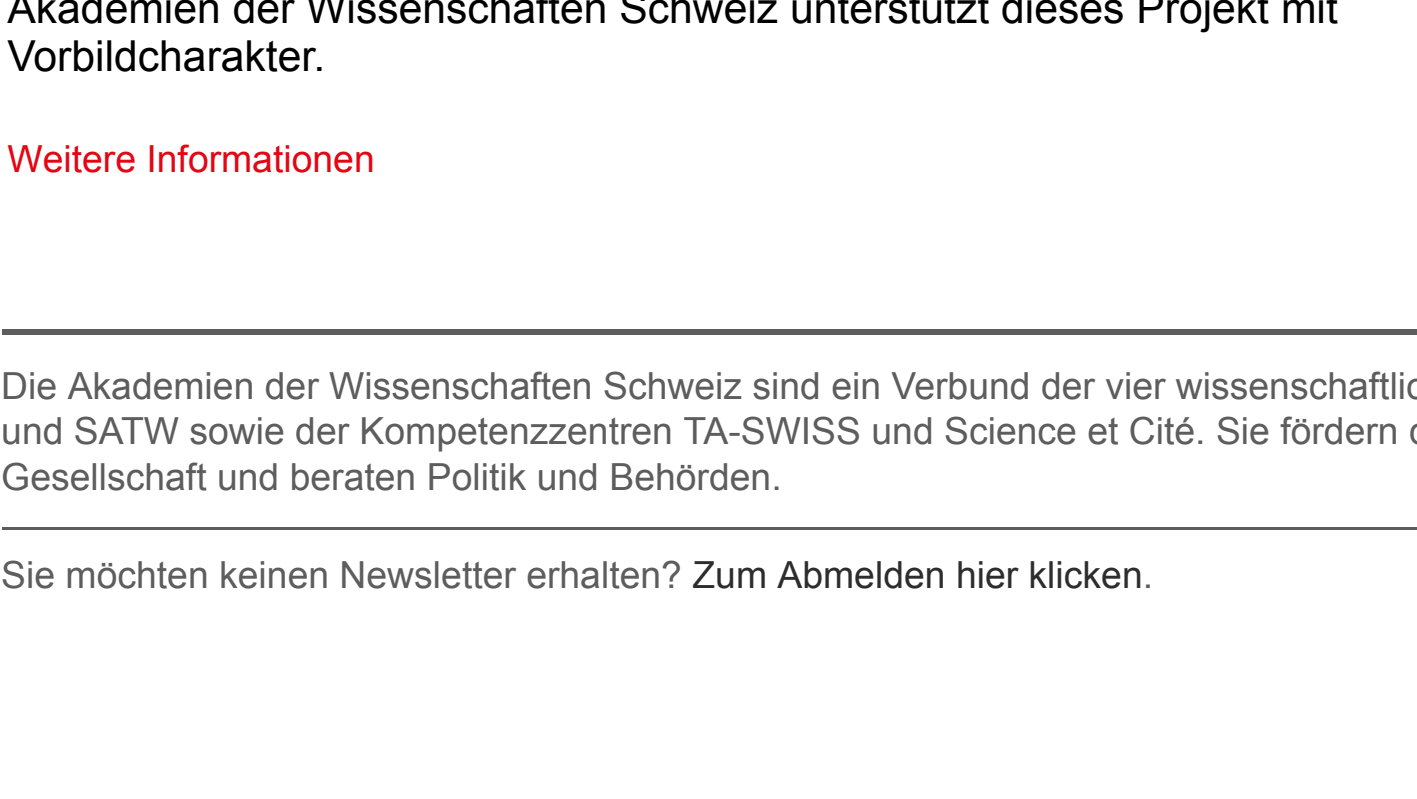 Akademien der Wissenschaften Schweiz unterstützt dieses Projekt mit
Vorbildcharakter.
Weitere Informationen
Die Akademien der Wissenschaften Schweiz sind ein Verbund der vier
und SATW sowie der Kompetenzzentren TA-SWISS und Science et Cité. Sie fördern
Gesellschaft und beraten Politik und Behörden.
Sie möchten keinen Newsletter erhalten? Zum Abmelden hier klicken.